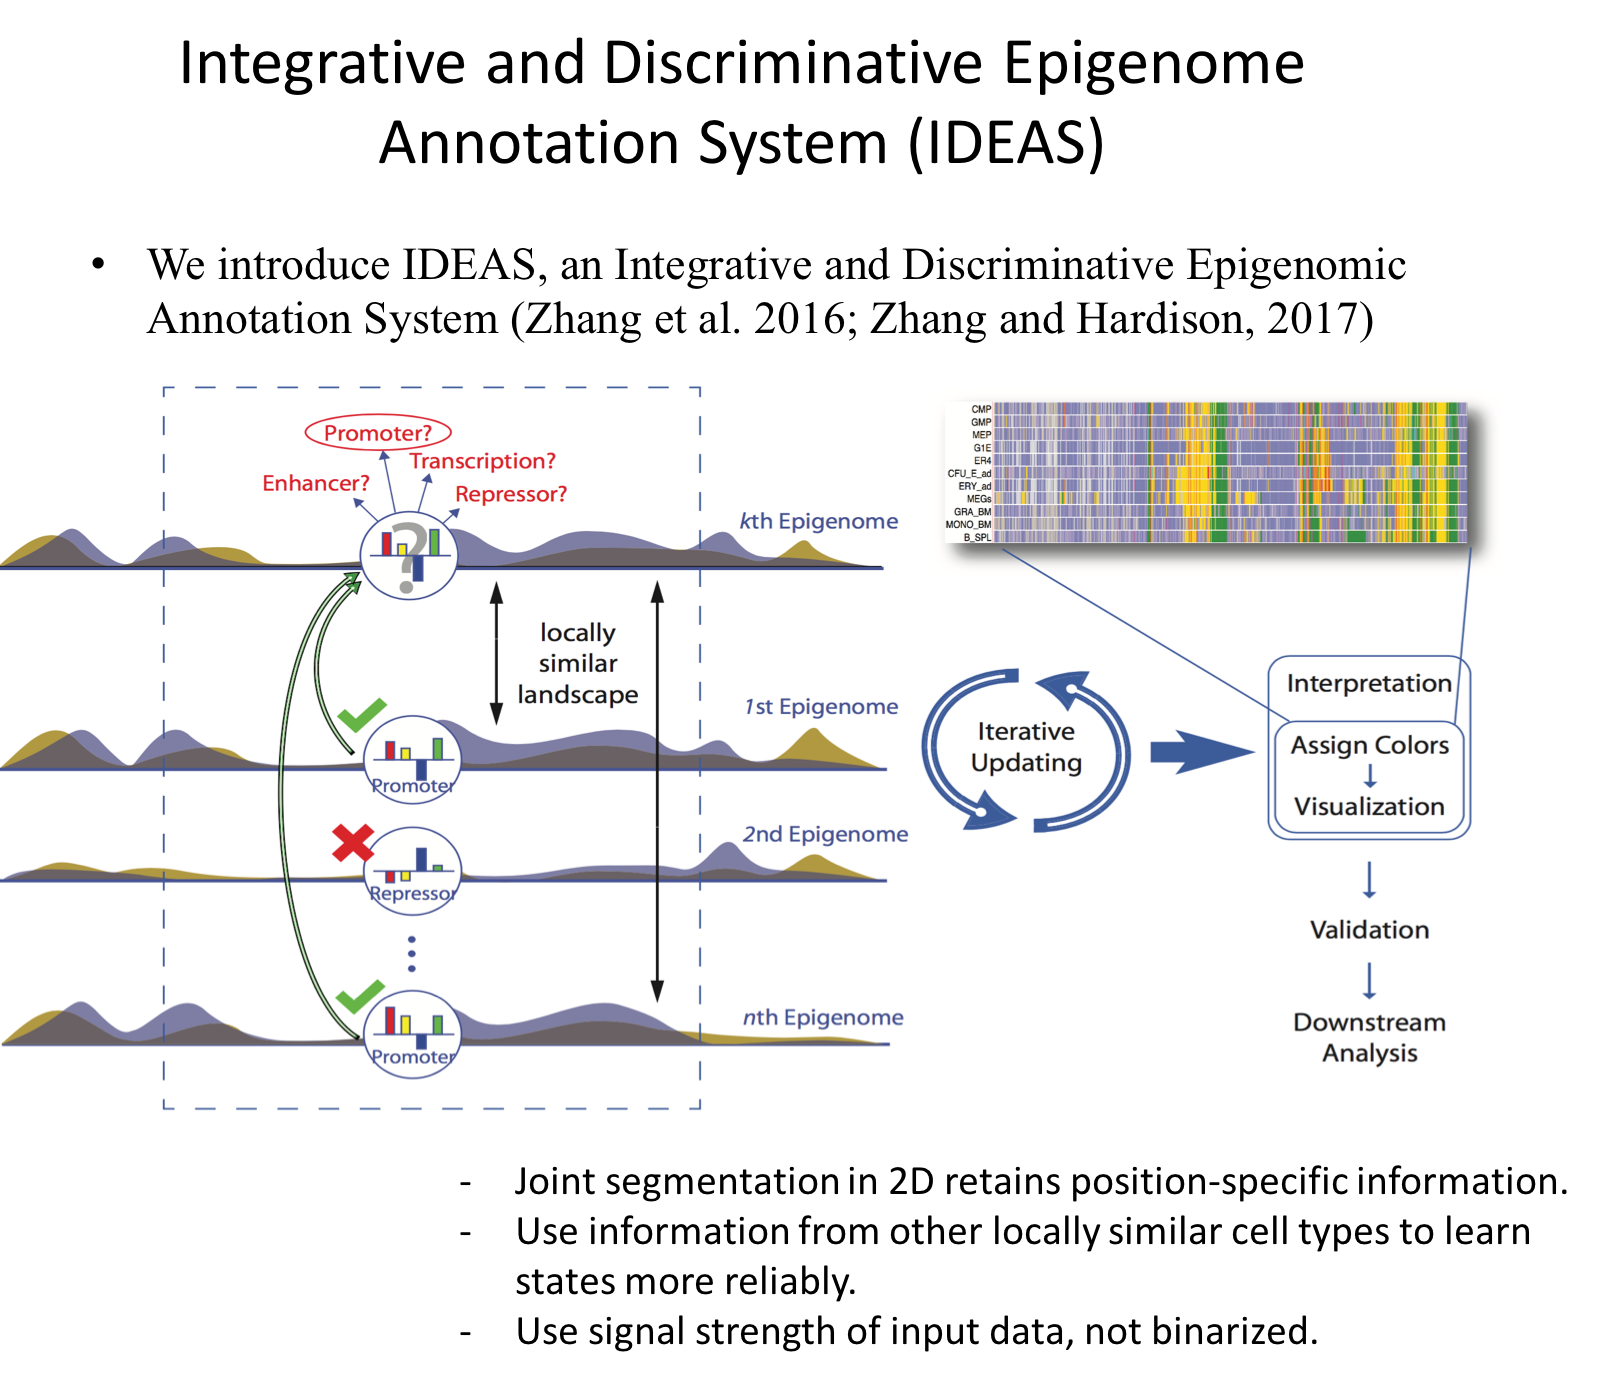 Integrative and Discriminative Epigenome
Annotation System (IDEAS)
• We introduce IDEAS, an Integrative and Discriminative Epigenomic
Annotation System (Zhang et al. 2016; Zhang and Hardison, 2017)
Promoter?
Transcription?
Enhancer?
Repressor?
?
kth Epigenome
locally
similar
landscape
1st Epigenome
Promoter
2nd Epigenome
Repressor
nth Epigenome
Promoter
CMP
GMP
MEP
G1E
ER4
CFU_E_ad
ERY_ad
MEGs
GRA_BM
MONO_BM
B_SPL
Iterative
Updating
Interpretation
Assign Colors
Visualization
Validation
Downstream
Analysis
- Joint segmentation in 2D retains position-specific information.
- Use information from other locally similar cell types to learn
states more reliably.
- Use signal strength of input data, not binarized.